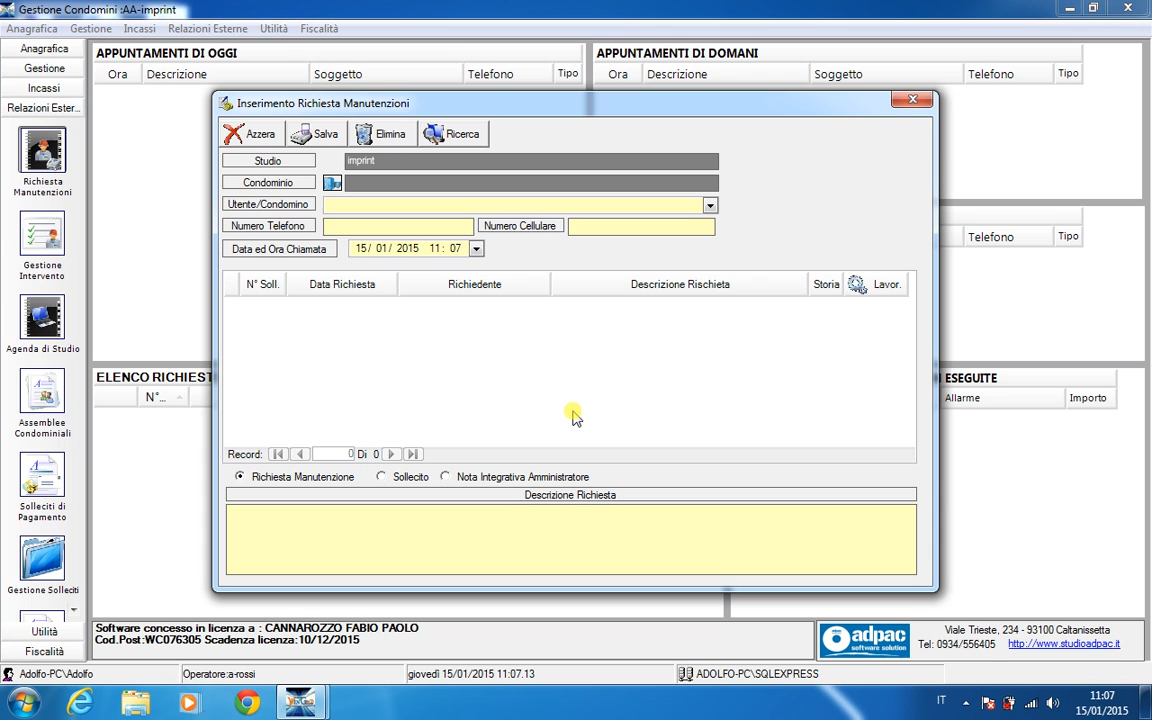 Gestione Condomini :AA-imprint
Anagrafica Gestione Incassi Relazioni Esterne Utilità Fiscalità
Anagrafica
Gestione
Incassi
Relazioni Ester...
Richiesta
Manutenzioni
Gestione
Intervento
Agenda di Studio
Assemblee
Condominiali
Solleciti di
Pagamento
Gestione Solleciti
Utilità
Fiscalità
APPUNTAMENTI DI OGGI
Ora Descrizione Soggetto Telefono Tipo
APPUNTAMENTI DI DOMANI
Ora Descrizione Soggetto Telefono Tipo
Telefono Tipo
Inserimento Richiesta Manutenzioni
Azzera Salva Elimina Ricerca
Studio imprint
Condominio
Utente/Condomino
Numero Telefono Numero Cellulare
Data ed Ora Chiamata 15/ 01/ 2015 11: 07
N° Soll. Data Richiesta Richiedente Descrizione Rischieta Storia Lavor.
Record: 0 Di 0
Richiesta Manutenzione Sollecito Nota Integrativa Amministratore
Descrizione Richiesta
ELENCO RICHIEST
N°...
ESEGUITE
Allarme Importo
Software concesso in licenza a : CANNAROZZO FABIO PAOLO
Cod.Post:WC076305 Scadenza licenza:10/12/2015
adpac
software solution
Viale Trieste, 234 - 93100 Caltanissetta
Tel: 0934/556405 http://www.studioadpac.it
Adolfo-PC\Adolfo Operatore:a-rossi giovedì 15/01/2015 11:07.13 ADOLFO-PC\SQLEXPRESS
IT 11:07
15/01/2015